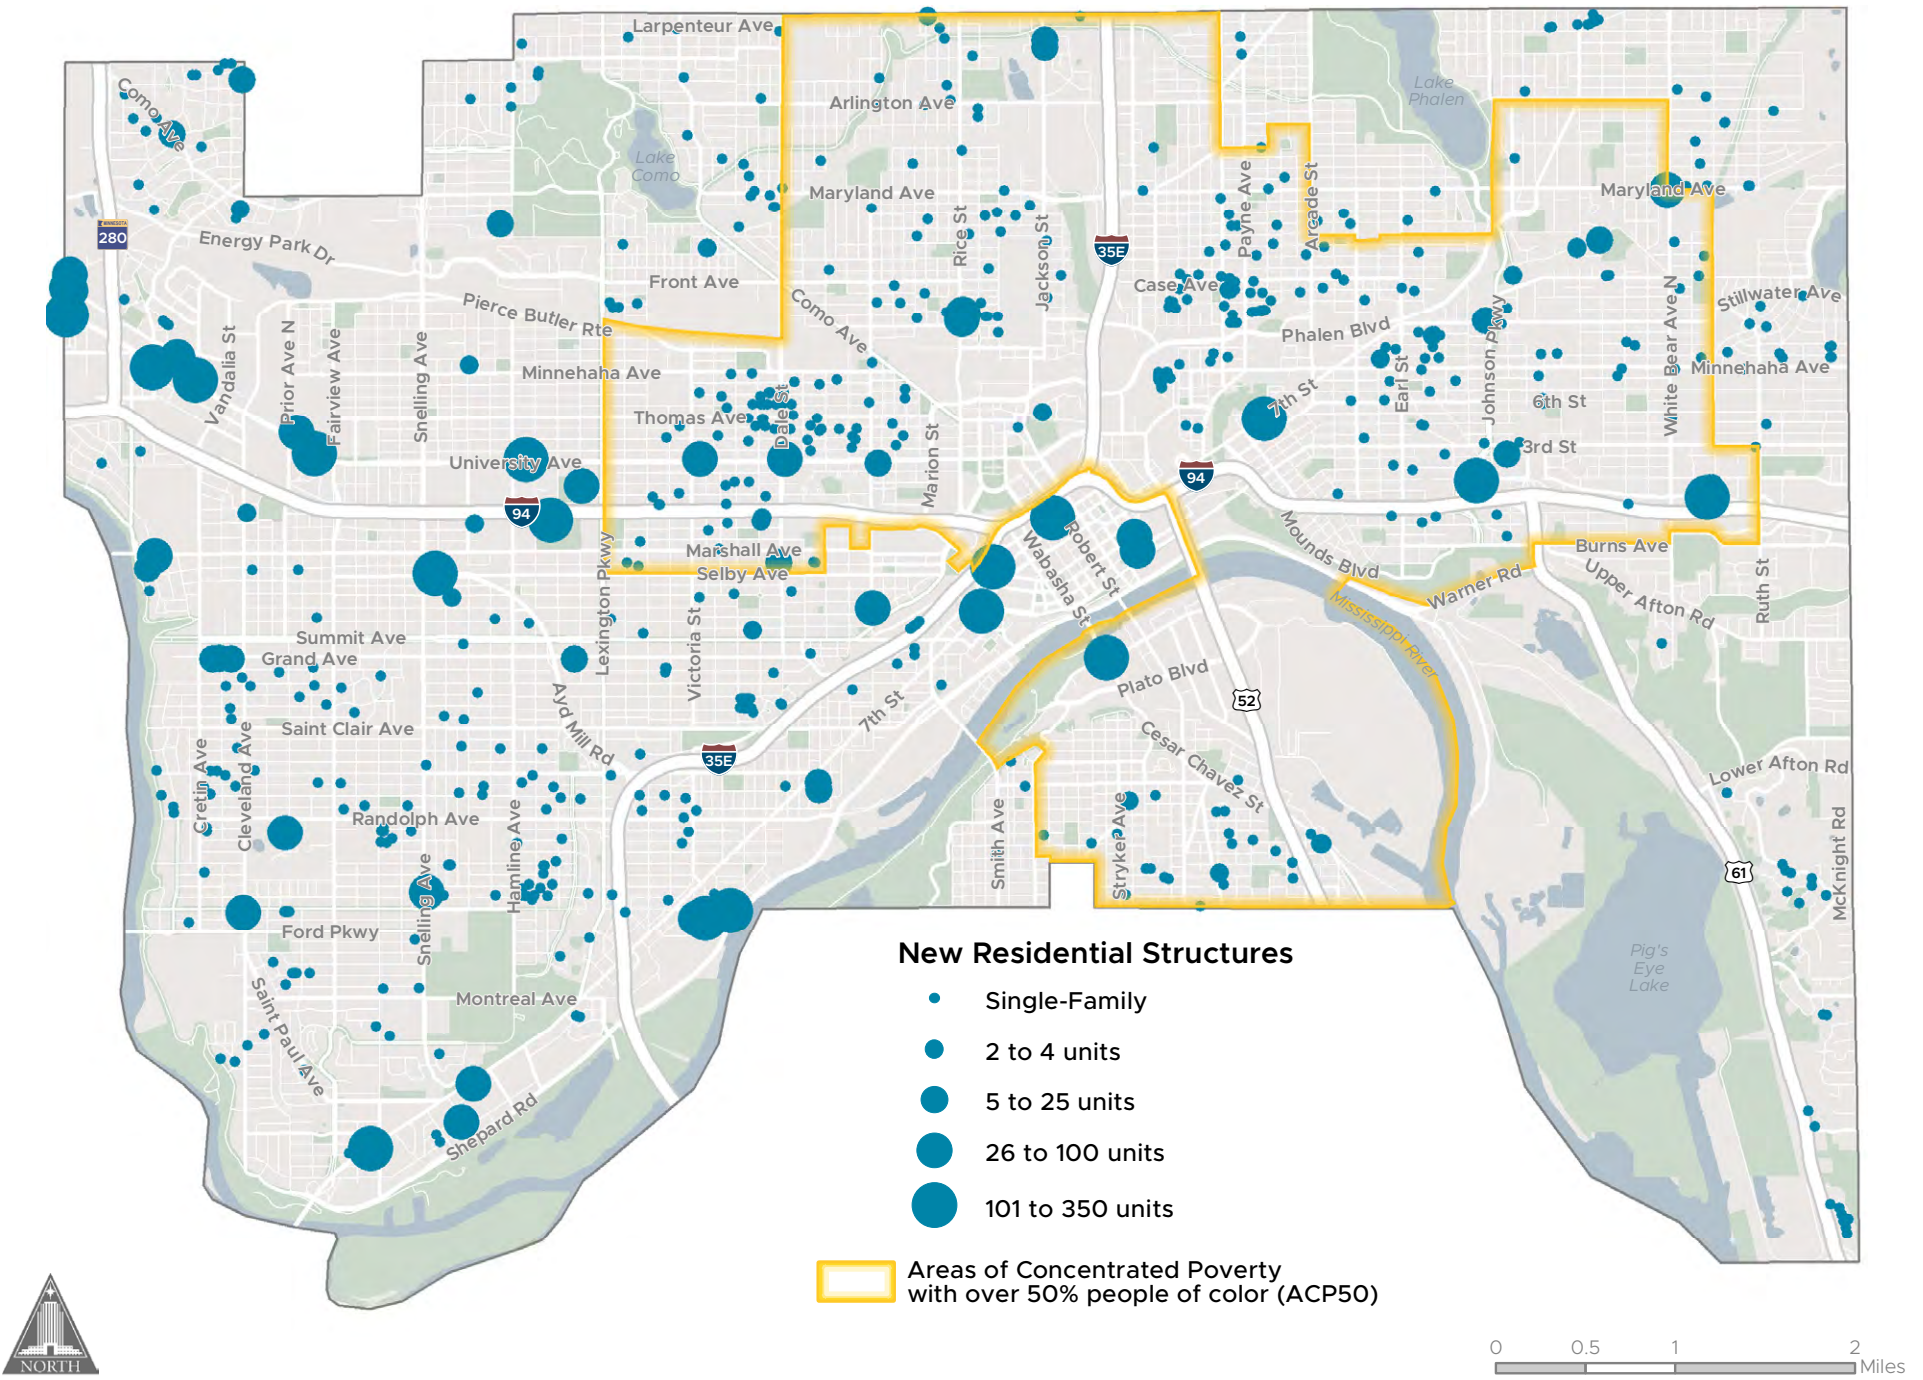 Larpenteur Ave
Como Ave
Arlington Ave
Lake
Phalen
Lake
Como
Maryland Ave
Maryland Ave
Payne Ave
Arcade St
MINNESOTA
280
Energy Park Dr
Rice St
Jackson St
35E
Front Ave
Case Ave
Pierce Butler Rte
Como Ave
Stillwater Ave
Phalen Blvd
Vandalia St
Prior Ave N
Fairview Ave
Snelling Ave
Minnehaha Ave
Johnson Pkwy
White Bear Ave N
Minnehaha Ave
Earl St
7th St
6th St
Thomas Ave
Dale St
Marion St
3rd St
University Ave
94
94
Marshall Ave
Selby Ave
Lexington Pkwy
Wabasha St
Robert St
Mounds Blvd
Burns Ave
Warner Rd
Upper Afton Rd
Ruth St
Mississippi River
Victoria St
Summit Ave
Grand Ave
Plato Blvd
52
Ayd Mill Rd
7th St
Saint Clair Ave
Cesar Chavez St
35E
Cretin Ave
Cleveland Ave
Lower Afton Rd
Randolph Ave
Hamline Ave
Smith Ave
Stryker Ave
McKnight Rd
61
Snelling Ave
Ford Pkwy
Pig's
Eye
Lake
Saint Paul Ave
Montreal Ave
Shepard Rd
New Residential Structures
Single-Family
2 to 4 units
5 to 25 units
26 to 100 units
101 to 350 units
Areas of Concentrated Poverty
with over 50% people of color (ACP50)
NORTH
0 0.5 1 2
Miles